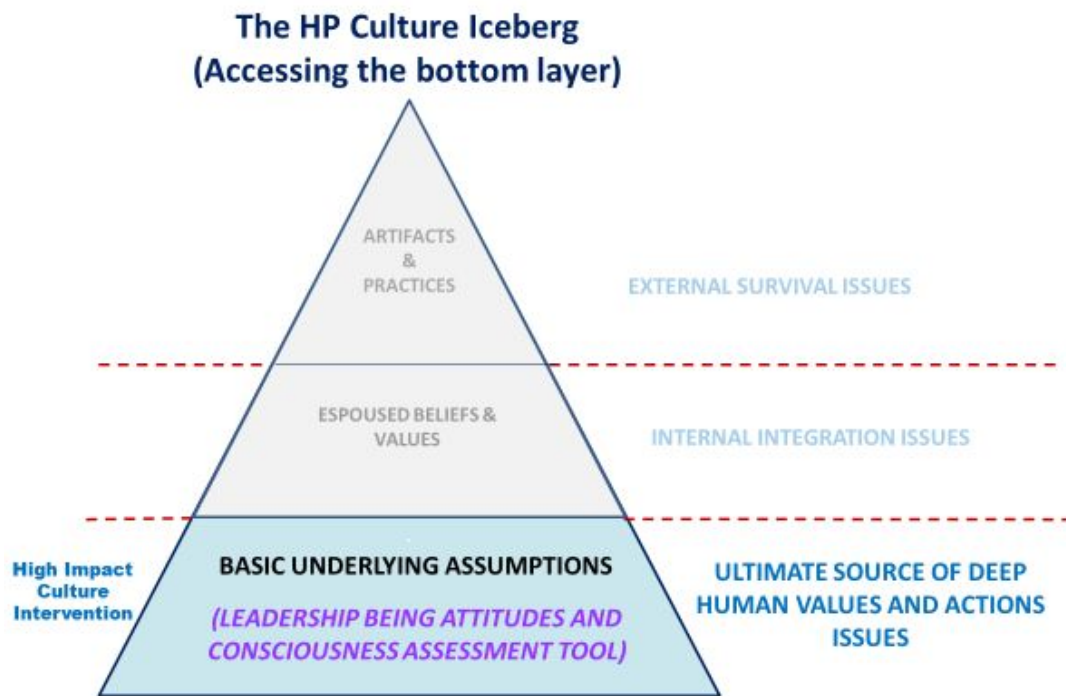 The HP Culture Iceberg
(Accessing the bottom layer)
ARTIFACTS
&
PRACTICES
EXTERNAL SURVIVAL ISSUES
ESPOUSED BELIEFS &
VALUES
INTERNAL INTEGRATION ISSUES
High Impact
Culture
Intervention
BASIC UNDERLYING ASSUMPTIONS
(LEADERSHIP BEING ATTITUDES AND
CONSCIOUSNESS ASSESSMENT TOOL)
ULTIMATE SOURCE OF DEEP
HUMAN VALUES AND ACTIONS
ISSUES